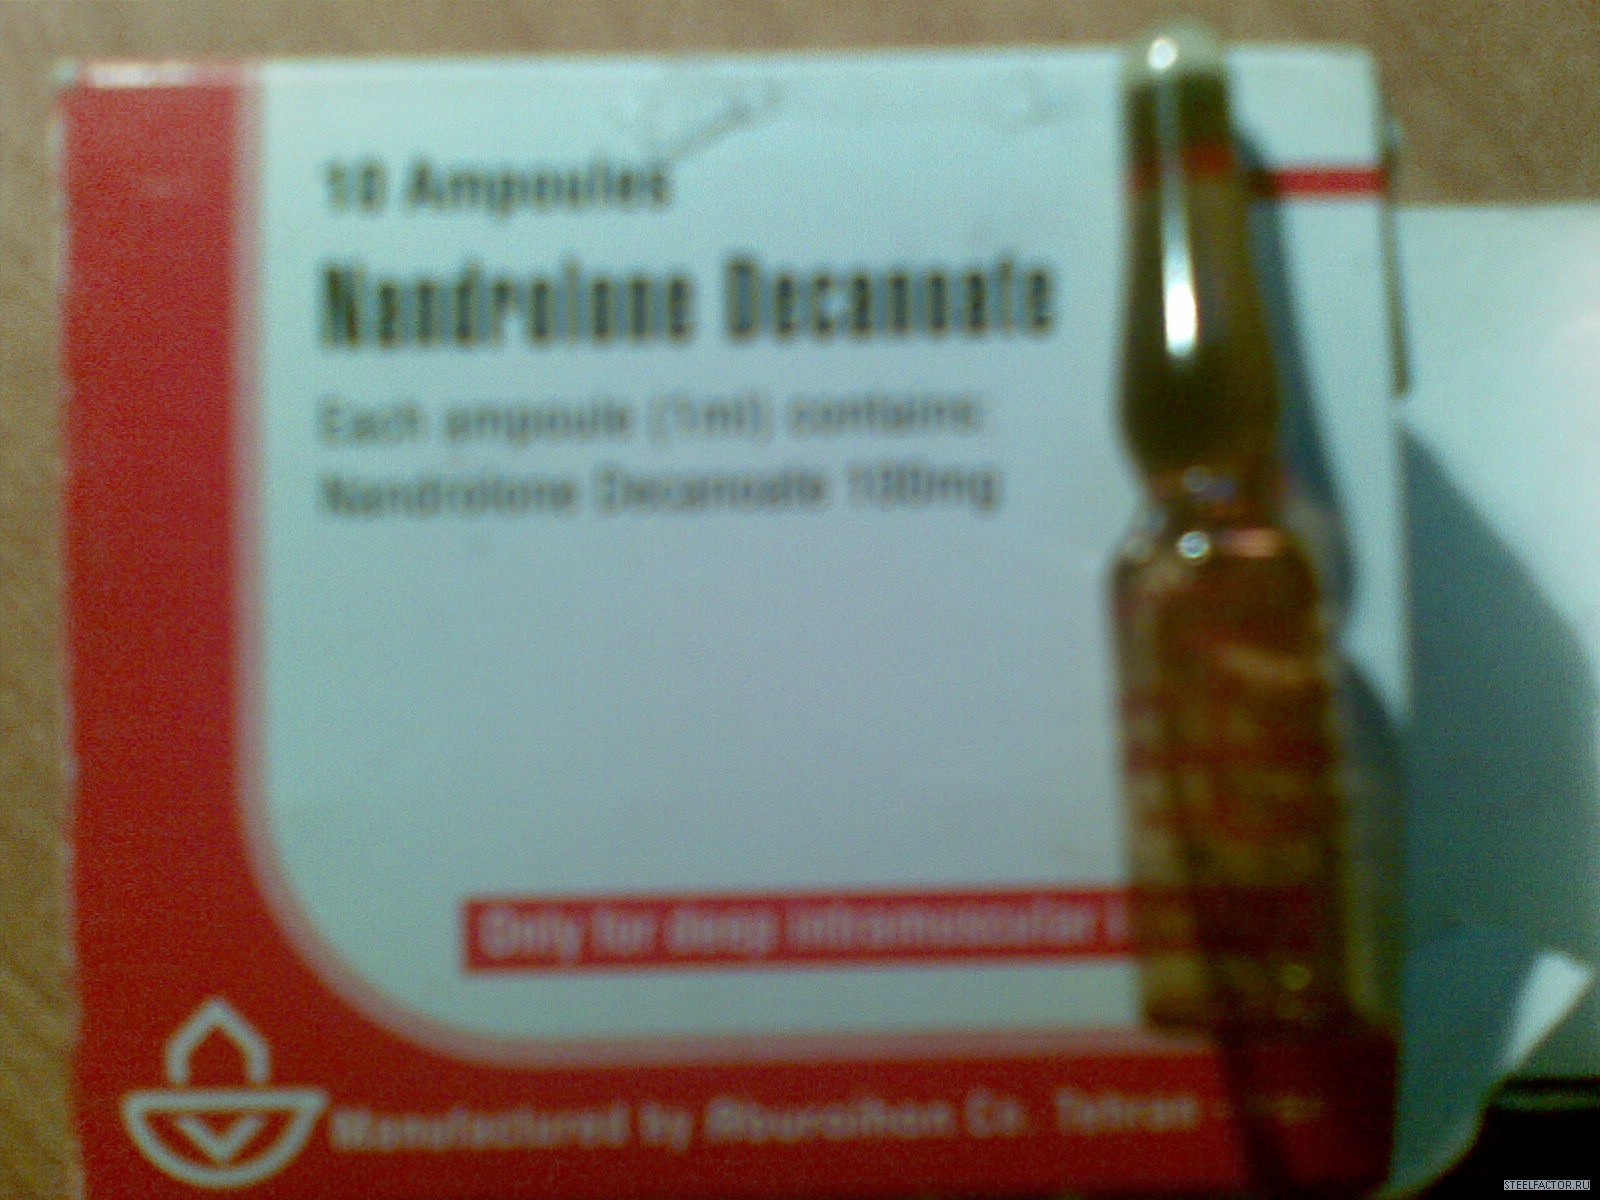 10 Ampoules
Nandrolone Decanoate
Each ampoule (1ml) contains:
Nandrolone Decanoate 100mg
Only for deep intramuscular
Manufactured by Aburaihan Co. Tehran -
STEELFACTOR.RU